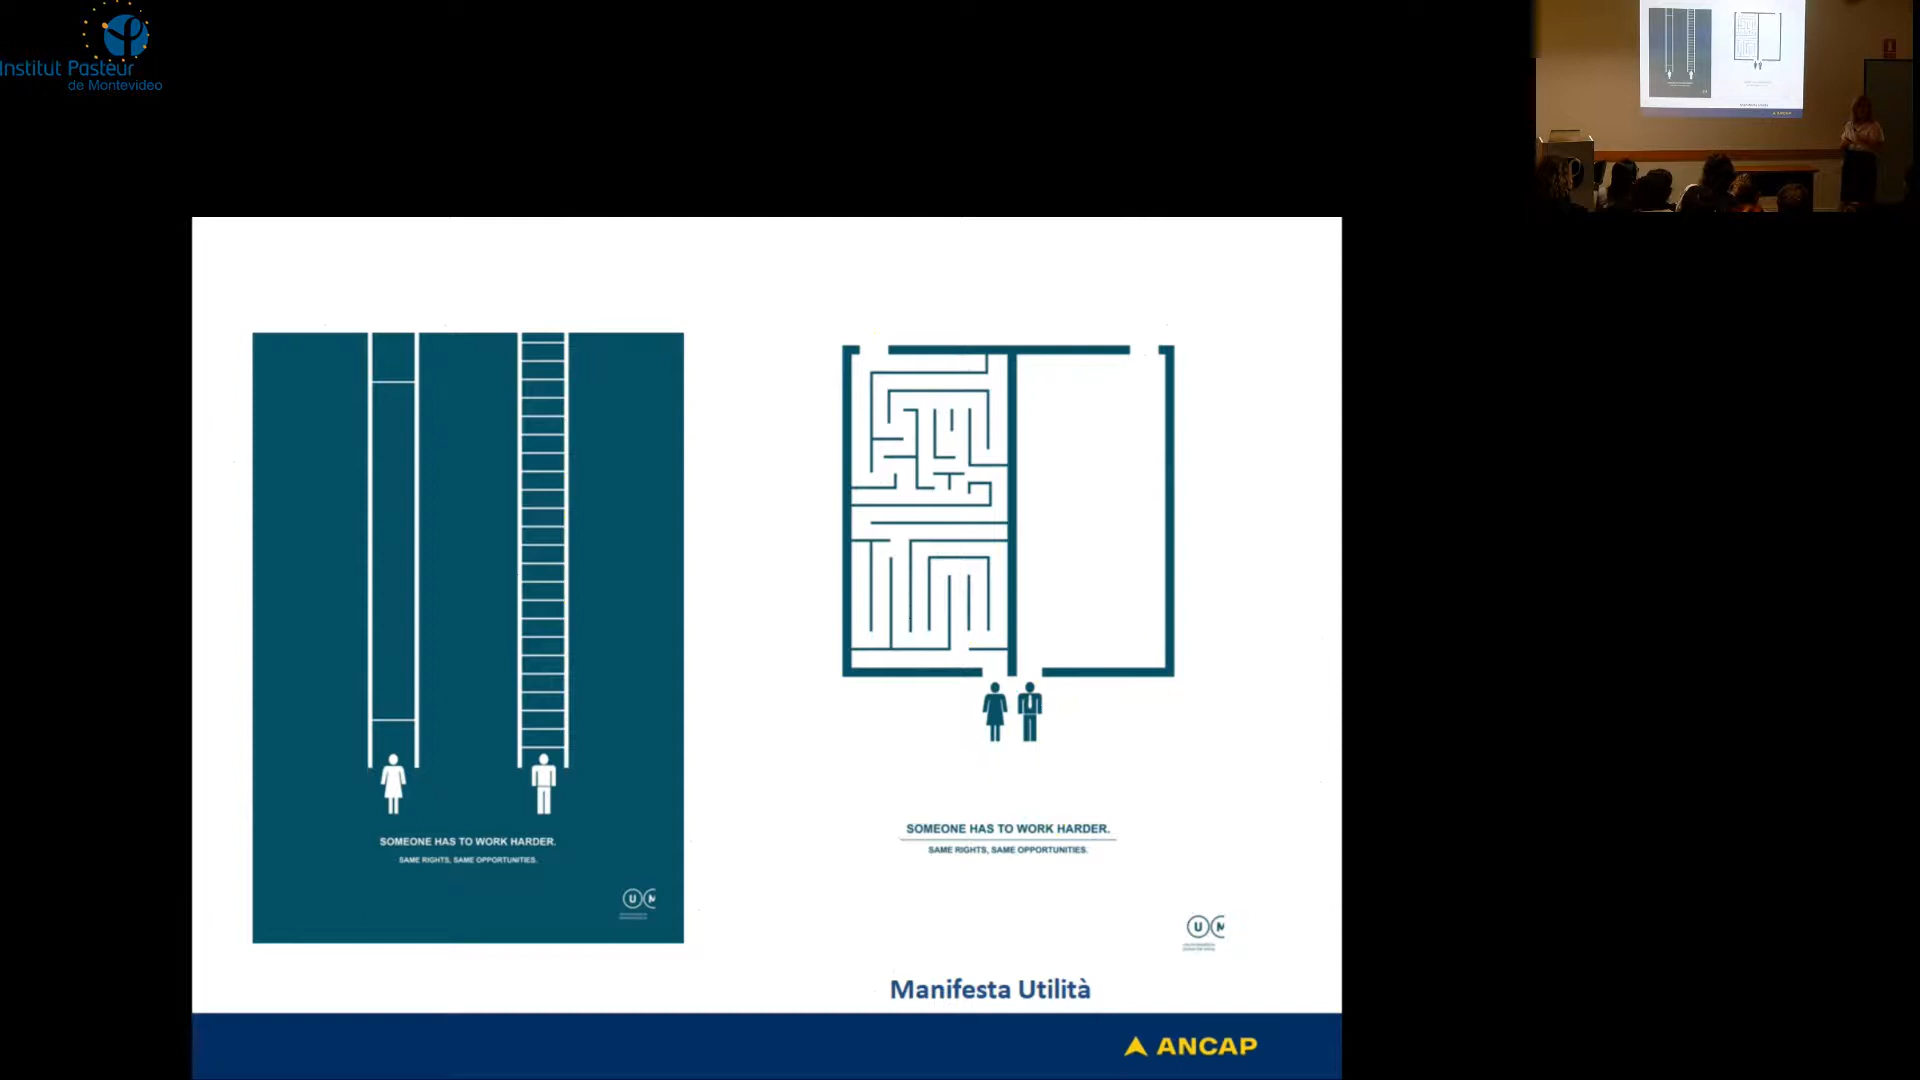 Institut Pasteur
de Montevideo
SOMEONE HAS TO WORK HARDER.
SAME RIGHTS, SAME OPPORTUNITIES.
U M
SOMEONE HAS TO WORK HARDER.
SAME RIGHTS, SAME OPPORTUNITIES.
U M
Manifesta Utilità
ANCAP